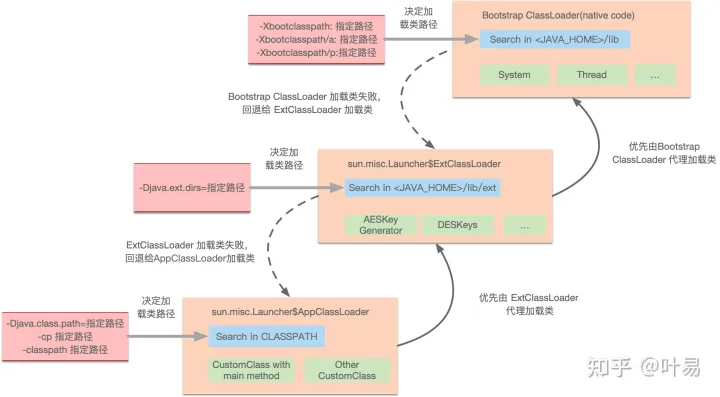 -Xbootclasspath: 指定路径
-Xbootclasspath/a: 指定路径
-Xbootclasspath/p:指定路径
决定加
载类路径
Bootstrap ClassLoader(native code)
Search in <JAVA_HOME>/lib
System
Thread
...
Bootstrap ClassLoader 加载类失败，
回退给 ExtClassLoader 加载类
优先由Bootstrap
ClassLoader 代理加载类
-Djava.ext.dirs=指定路径
决定加
载类路径
sun.misc.Launcher$ExtClassLoader
Search in <JAVA_HOME>/lib/ext
AESKey
Generator
DESKeys
...
ExtClassLoader 加载类失败，
回退给AppClassLoader加载类
优先由 ExtClassLoader
代理加载类
-Djava.class.path=指定路径
-cp 指定路径
-classpath 指定路径
决定加
载类路径
sun.misc.Launcher$AppClassLoader
Search in CLASSPATH
CustomClass with
main method
Other
CustomClass
知乎 @叶易